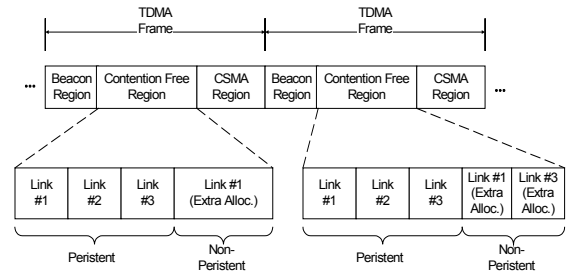 TDMA
Frame
TDMA
Frame
...
Beacon
Region
Contention Free
Region
CSMA
Region
Beacon
Region
Contention Free
Region
CSMA
Region
...
Link
#1
Link
#2
Link
#3
Link #1
(Extra Alloc.)
Link
#1
Link
#2
Link
#3
Link #1
(Extra
Alloc.)
Link #3
(Extra
Alloc.)
Peristent
Non-
Peristent
Peristent
Non-
Peristent